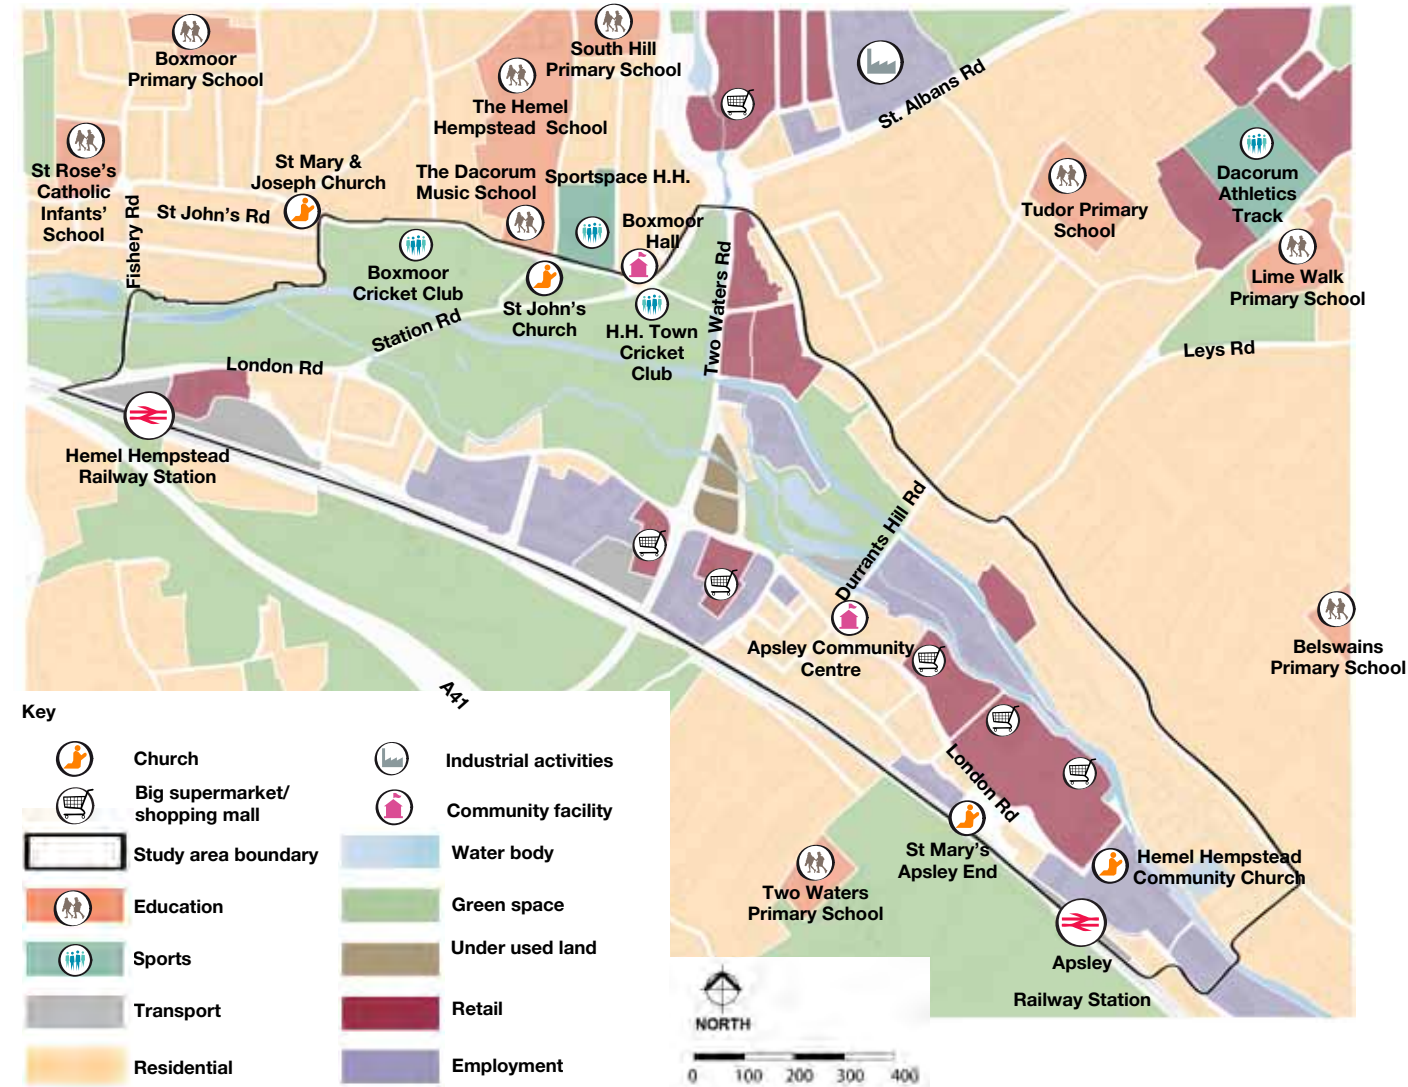 Boxmoor
Primary School
South Hill
Primary School
The Hemel
Hempstead School
St. Albans Rd
St Rose's
Catholic
Infants'
School
St Mary &
Joseph Church
The Dacorum
Music School
Sportspace H.H.
Dacorum
Athletics
Track
Tudor Primary
School
Fishery Rd
St John's Rd
Boxmoor
Hall
Lime Walk
Primary School
Boxmoor
Cricket Club
St John's
Church
Station Rd
H.H. Town
Cricket
Club
Two Waters Rd
Leys Rd
London Rd
Hemel Hempstead
Railway Station
Durrants Hill Rd
Apsley Community
Centre
Belswains
Primary School
A41
London Rd
St Mary's
Apsley End
Hemel Hempstead
Community Church
Two Waters
Primary School
Apsley
Railway Station
Key
Church
Big supermarket/
shopping mall
Study area boundary
Education
Sports
Transport
Residential
Industrial activities
Community facility
Water body
Green space
Under used land
Retail
Employment
NORTH
0 100 200 300 400